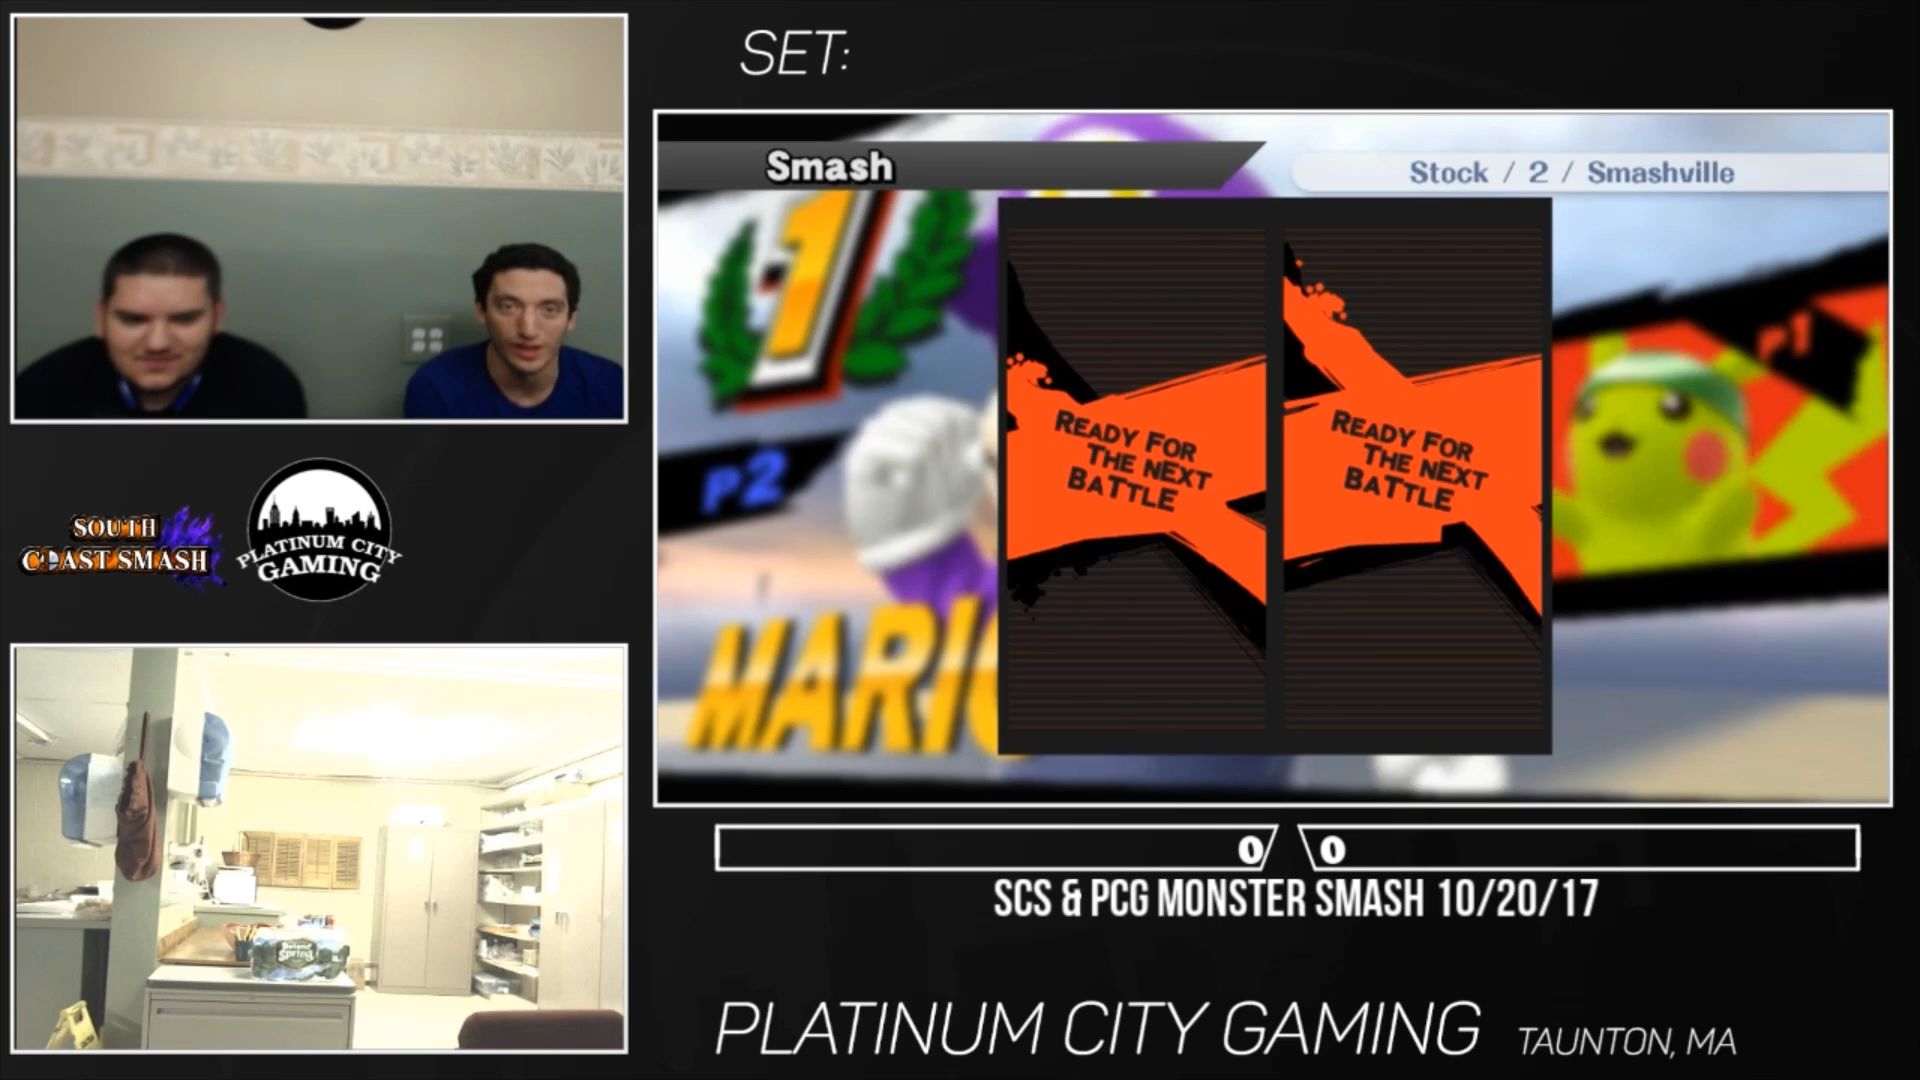 SET:
Smash
Stock / 2 / Smashville
1
P2
P1
READY FOR
THE NEXT
BATTLE
READY FOR
THE NEXT
BATTLE
MARIO
SOUTH
COAST SMASH
PLATINUM CITY
GAMING
Poland
Spring
0
0
SCS & PCG MONSTER SMASH 10/20/17
PLATINUM CITY GAMING
TAUNTON, MA